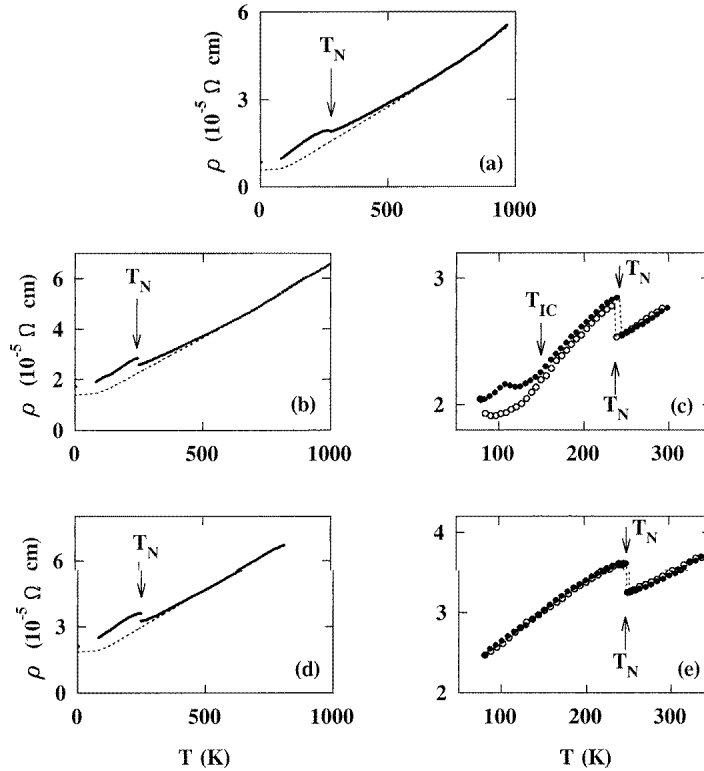 6
T_N
3
ρ (10^-5 Ω cm)
(a)
0
0
500
1000
6
T_N
4
ρ (10^-5 Ω cm)
2
(b)
0
0
500
1000
3
T_N
T_IC
2
T_N
(c)
100
200
300
6
T_N
3
ρ (10^-5 Ω cm)
(d)
0
0
500
1000
T (K)
4
T_N
3
T_N
(e)
2
100
200
300
T (K)